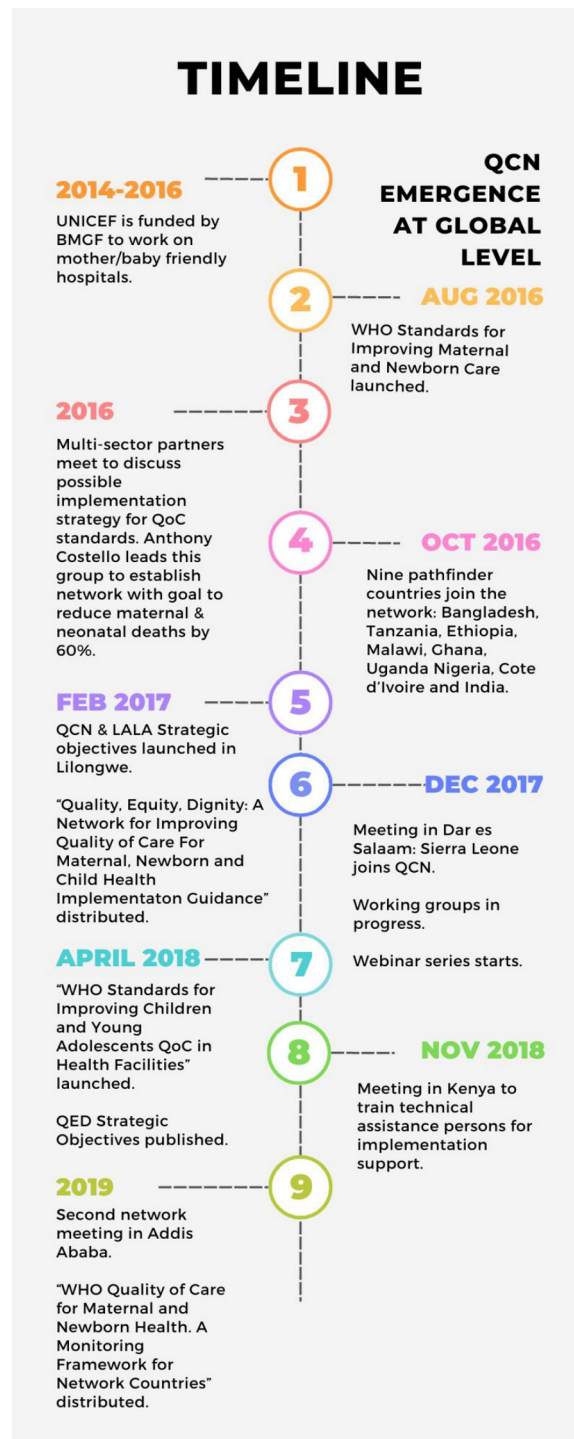 TIMELINE
QCN
EMERGENCE
AT GLOBAL
LEVEL
1
2014-2016
UNICEF is funded by
BMGF to work on
mother/baby friendly
hospitals.
2
AUG 2016
WHO Standards for
Improving Maternal
and Newborn Care
launched.
3
2016
Multi-sector partners
meet to discuss
possible
implementation
strategy for QoC
standards. Anthony
Costello leads this
group to establish
network with goal to
reduce maternal &
neonatal deaths by
60%.
4
OCT 2016
Nine pathfinder
countries join the
network: Bangladesh,
Tanzania, Ethiopia,
Malawi, Ghana,
Uganda Nigeria, Cote
d’Ivoire and India.
5
FEB 2017
QCN & LALA Strategic
objectives launched in
Lilongwe.
“Quality, Equity, Dignity: A
Network for Improving
Quality of Care For
Maternal, Newborn and
Child Health
Implementaton Guidance”
distributed.
6
DEC 2017
Meeting in Dar es
Salaam: Sierra Leone
joins QCN.
Working groups in
progress.
Webinar series starts.
7
APRIL 2018
“WHO Standards for
Improving Children
and Young
Adolescents QoC in
Health Facilities”
launched.
QED Strategic
Objectives published.
8
NOV 2018
Meeting in Kenya to
train technical
assistance persons for
implementation
support.
9
2019
Second network
meeting in Addis
Ababa.
“WHO Quality of Care
for Maternal and
Newborn Health. A
Monitoring
Framework for
Network Countries”
distributed.